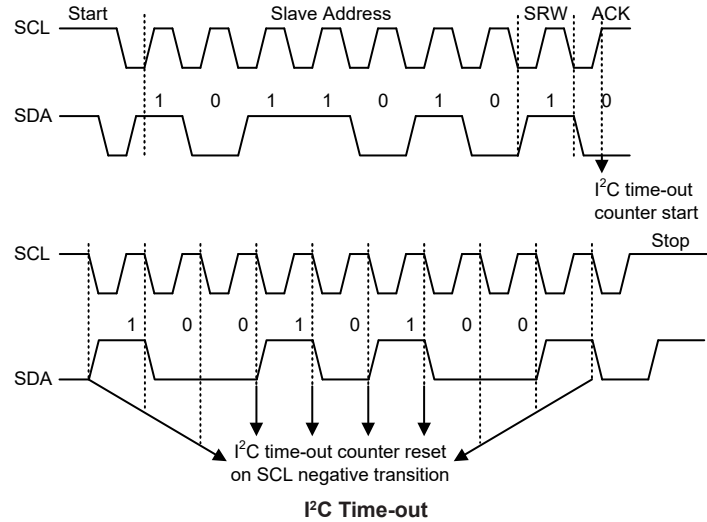 Start Slave Address SRW ACK
SCL
1 0 1 1 0 1 0 1 0
SDA
I²C time-out
counter start
Stop
SCL
1 0 0 1 0 1 0 0
SDA
I²C time-out counter reset
on SCL negative transition
I²C Time-out